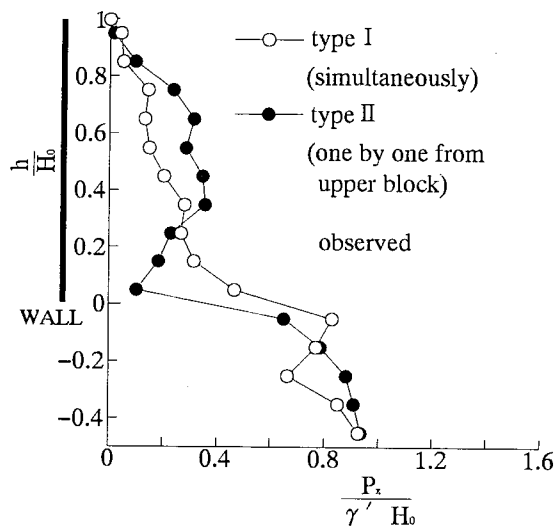 1
0.8
0.6
0.4
0.2
0
-0.2
-0.4
h
H₀
WALL
type I
(simultaneously)
type II
(one by one from
upper block)
observed
0 0.4 0.8 1.2 1.6
Pₓ
γ′ H₀